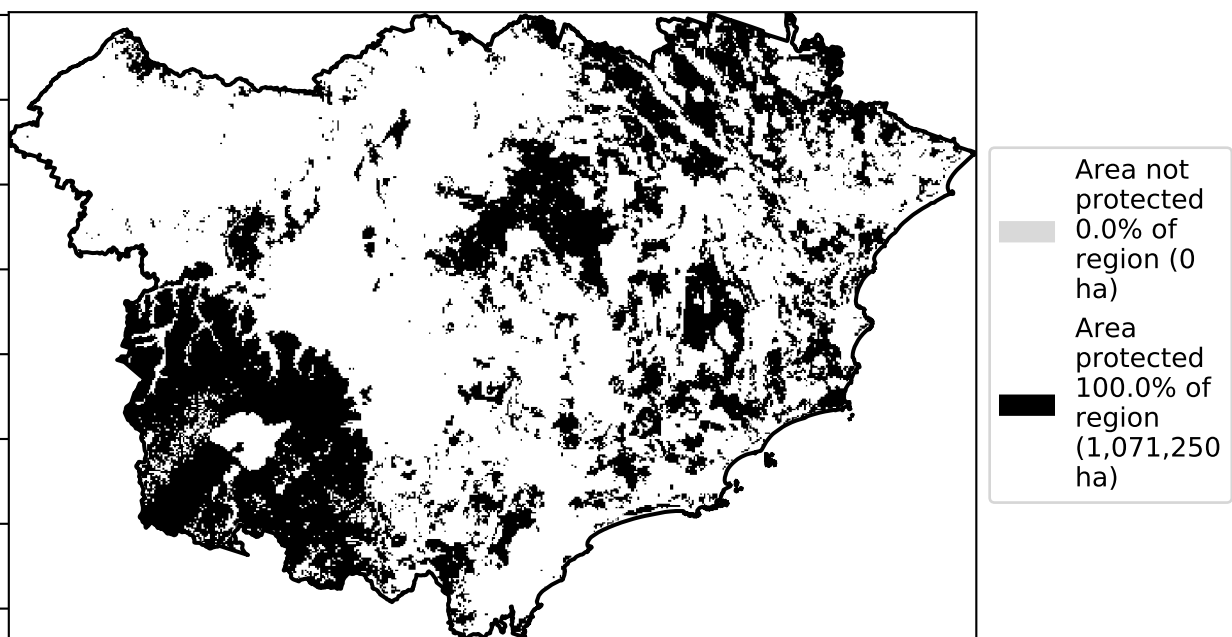 Area not
protected
0.0% of
region (0
ha)
Area
protected
100.0% of
region
(1,071,250
ha)